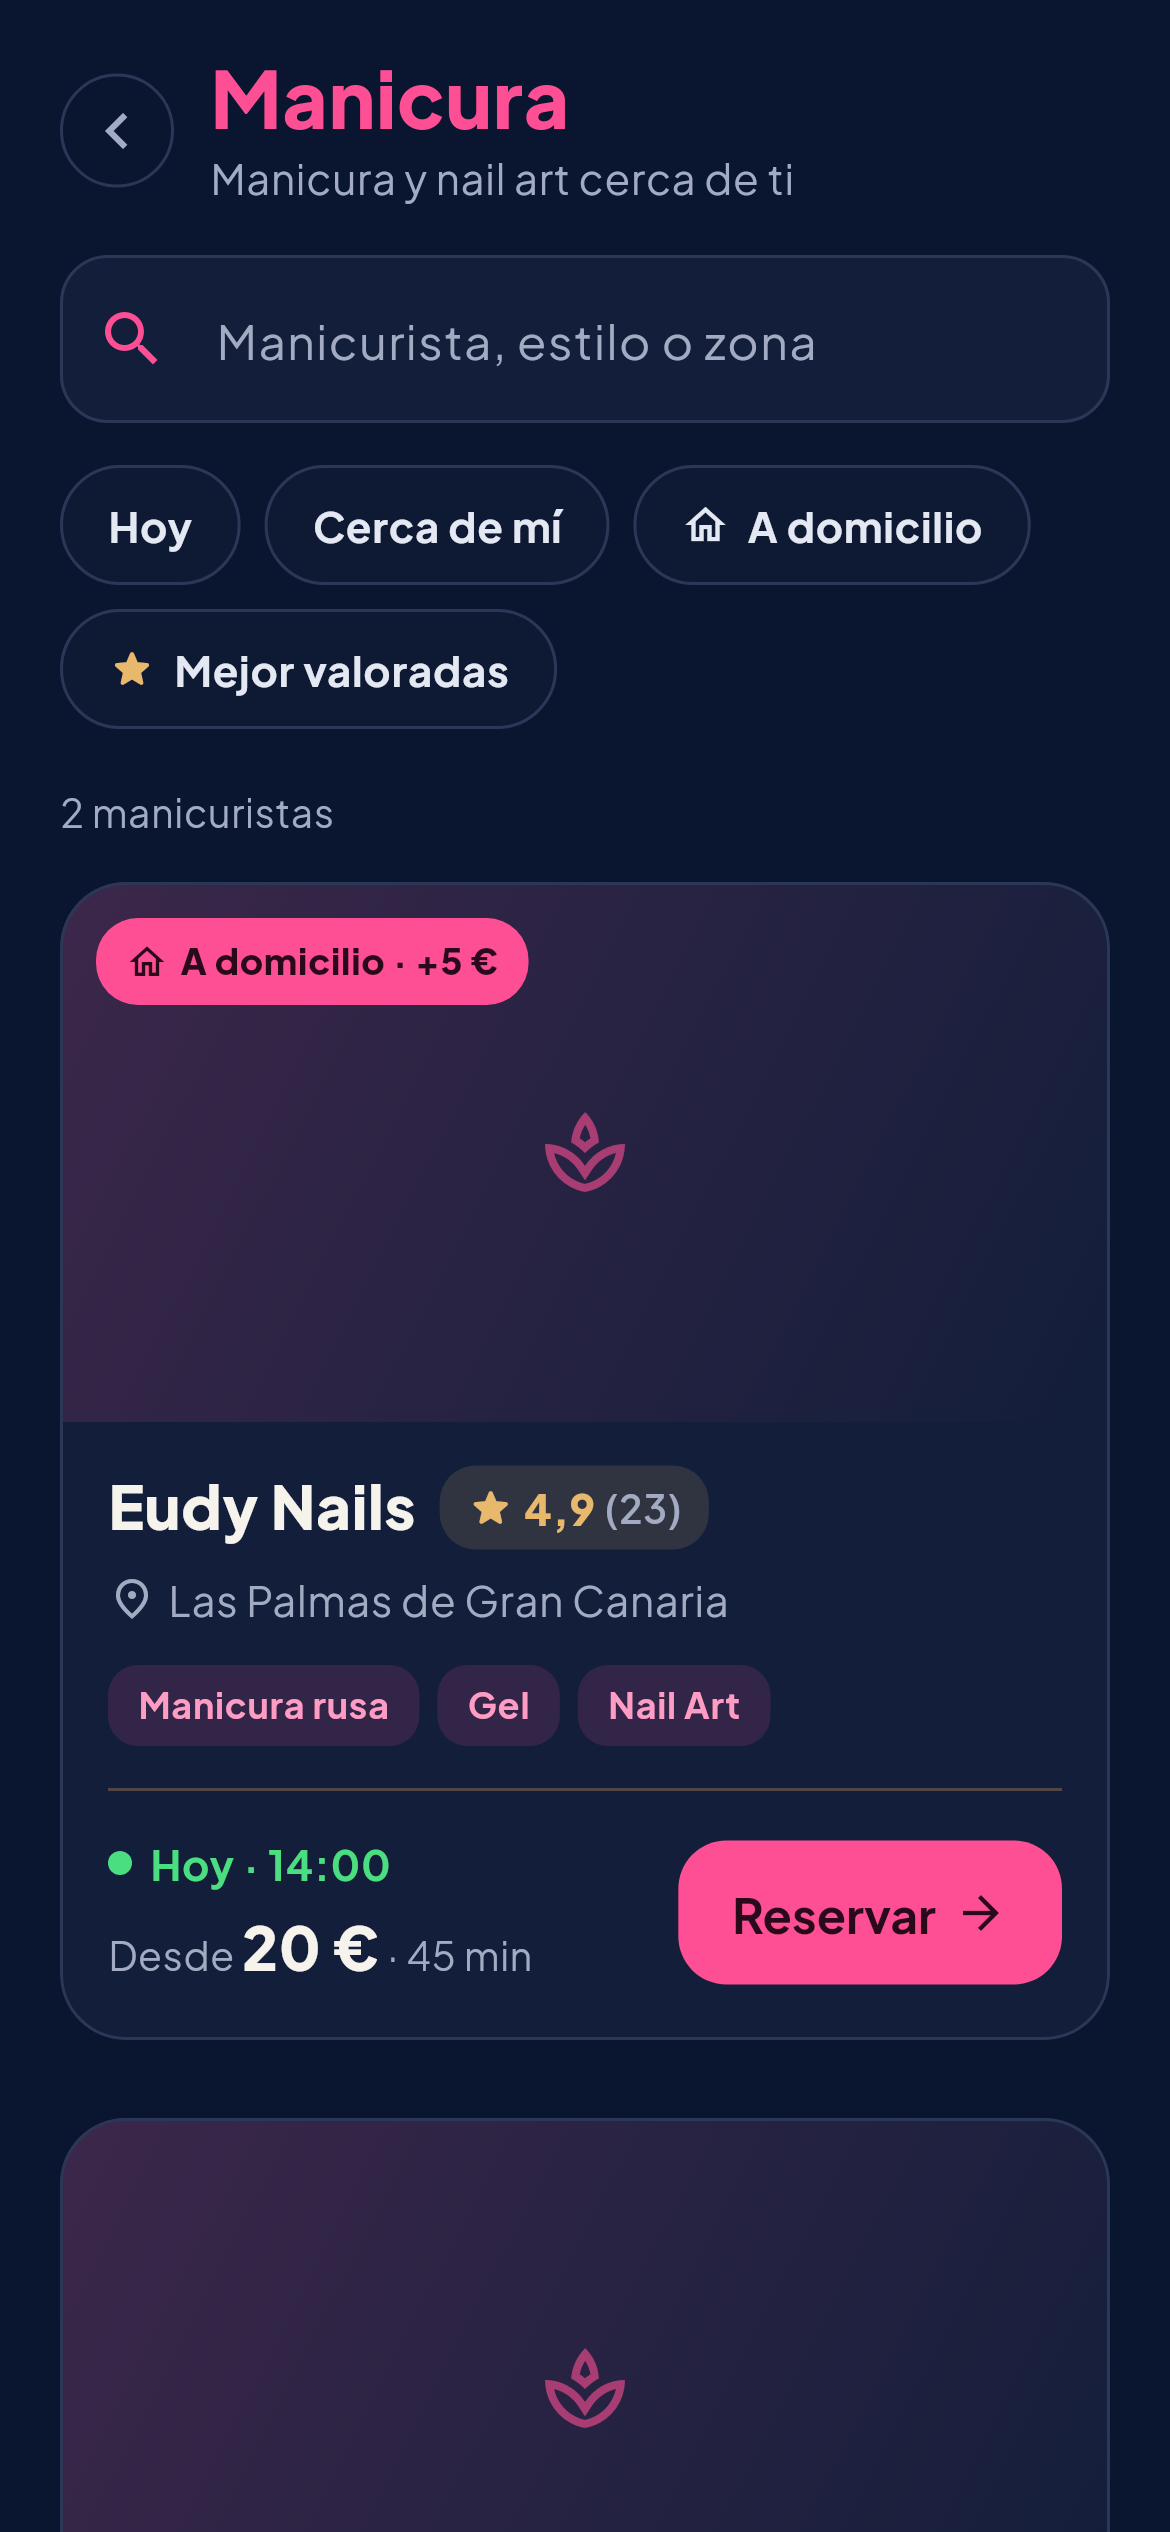 Manicura
Manicura y nail art cerca de ti
Manicurista, estilo o zona
Hoy
Cerca de mí
A domicilio
Mejor valoradas
2 manicuristas
A domicilio · +5 €
Eudy Nails
4,9 (23)
Las Palmas de Gran Canaria
Manicura rusa
Gel
Nail Art
Hoy · 14:00
Desde 20 € · 45 min
Reservar